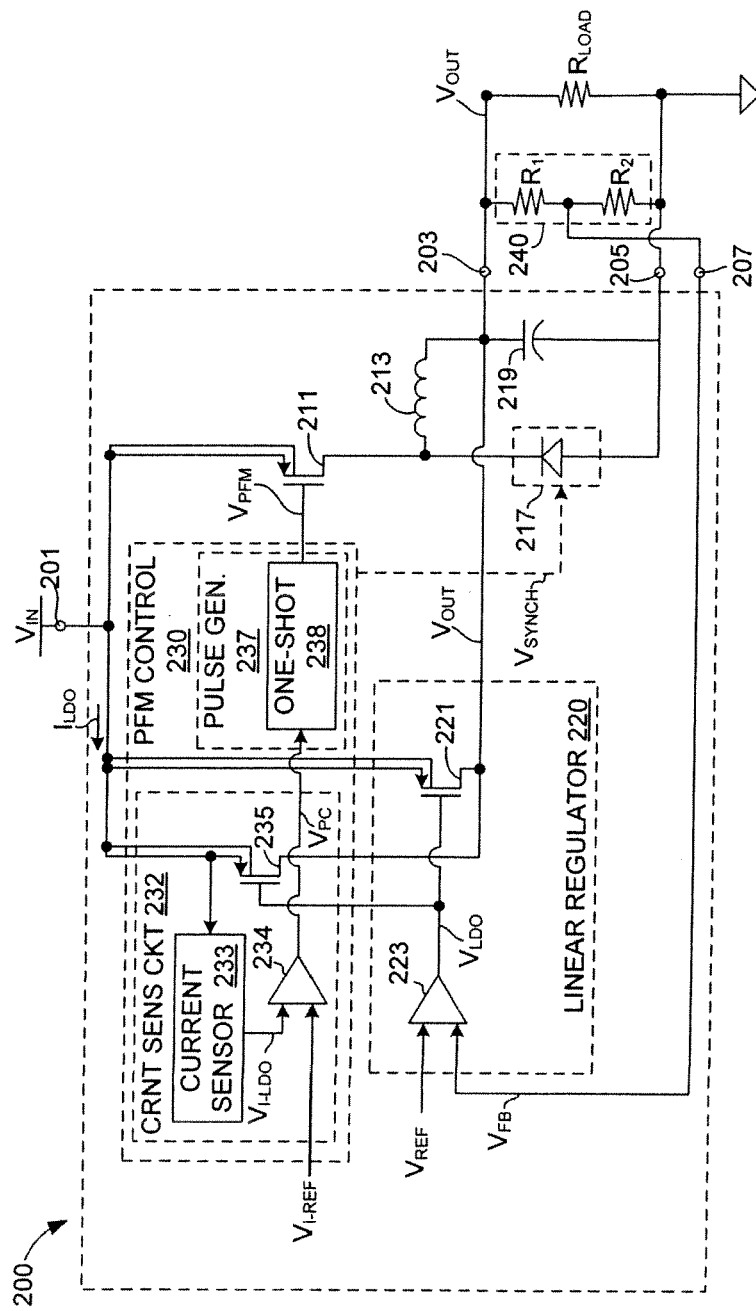 200
V_IN
201
I_LDO
PFM CONTROL
230
PULSE GEN.
237
ONE-SHOT
238
V_PFM
211
213
CRNT SENS CKT 232
CURRENT
SENSOR 233
235
234
V_I-LDO
V_PC
V_I-REF
V_REF
V_FB
223
V_LDO
221
LINEAR REGULATOR 220
V_OUT
V_SYNCH
217
219
203
205
207
240
R_1
R_2
V_OUT
R_LOAD